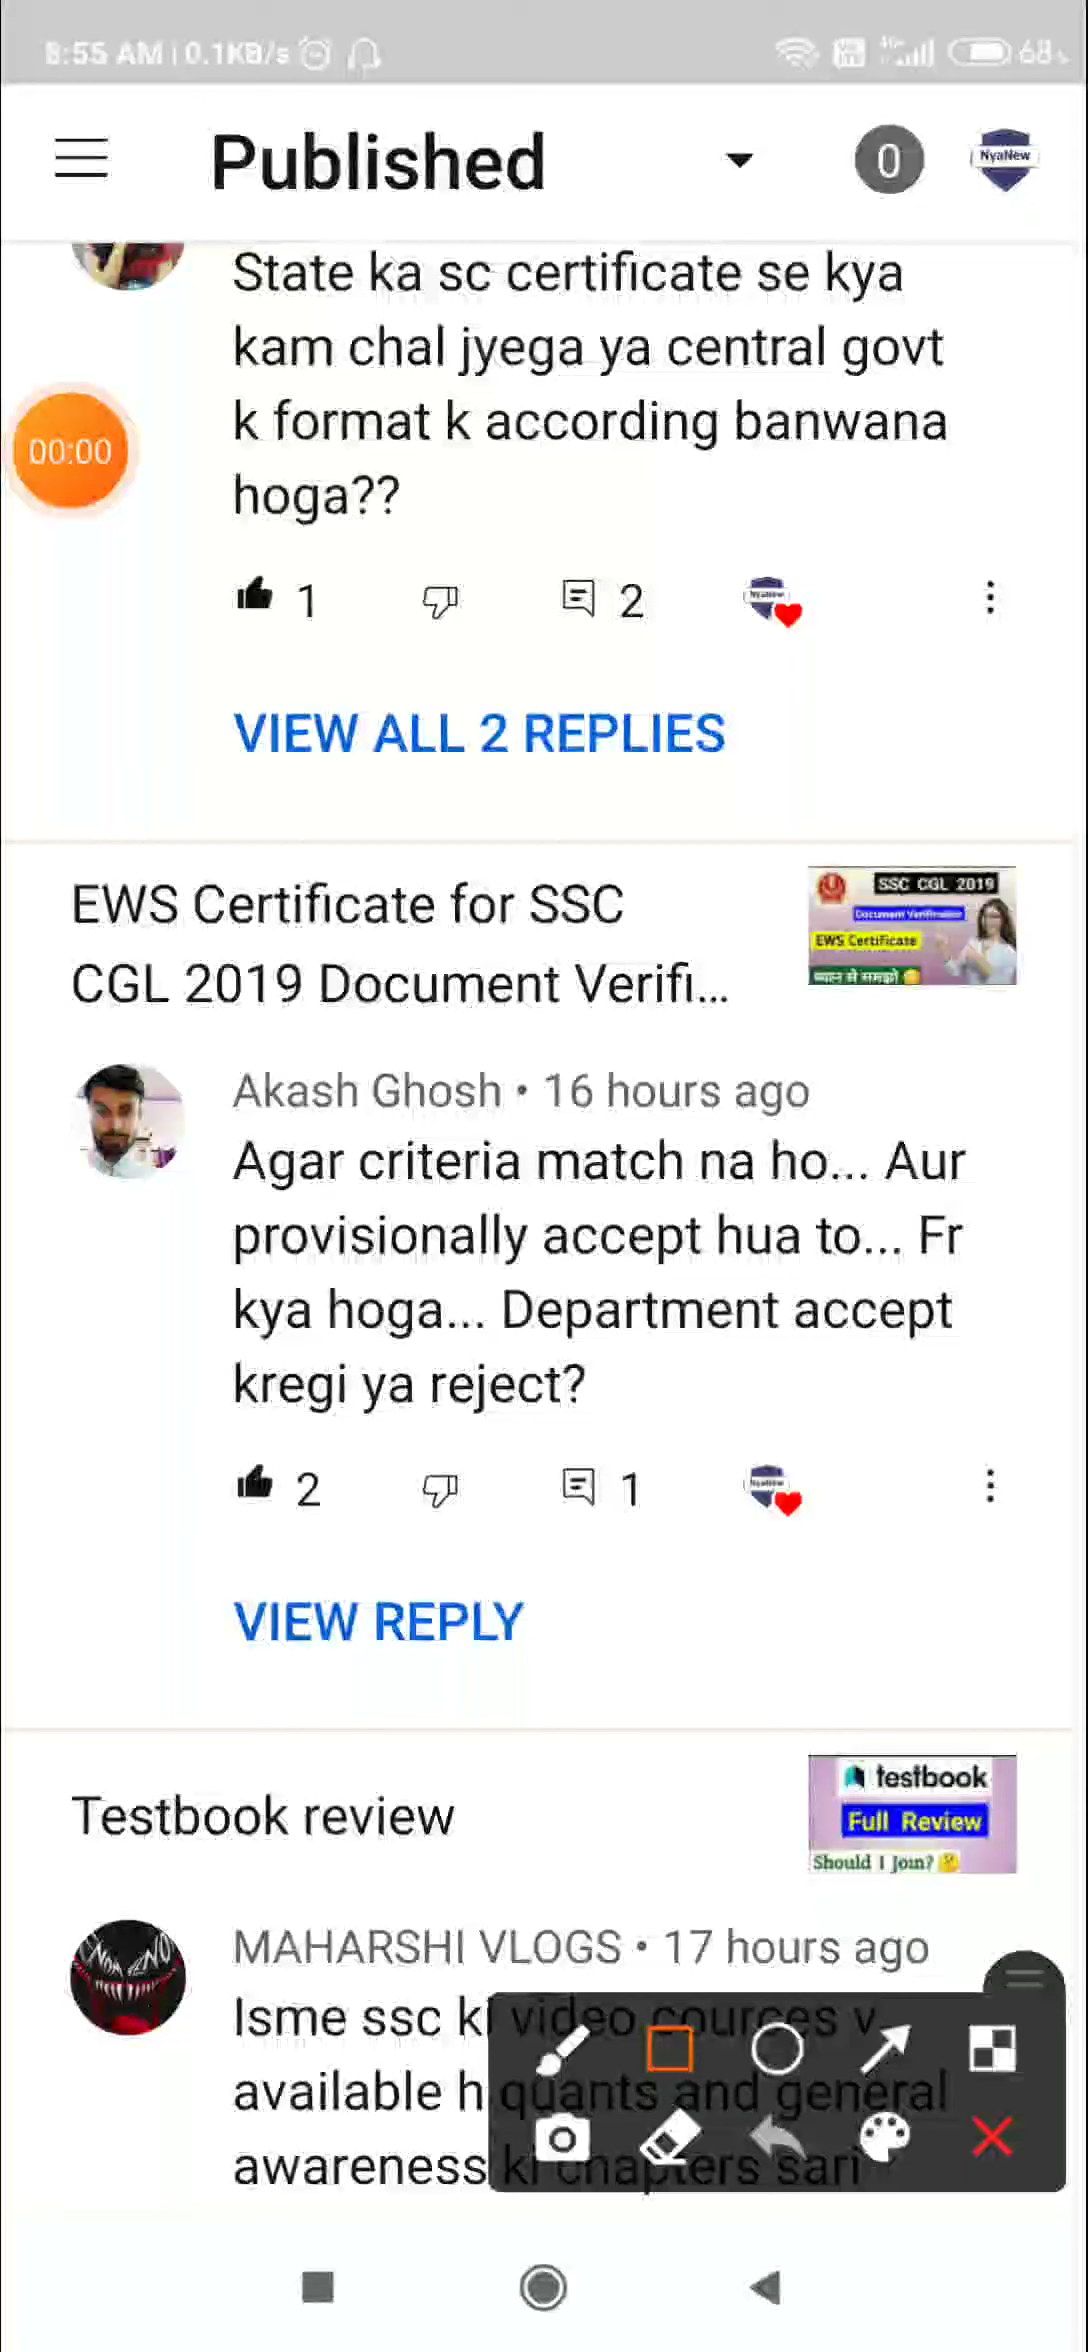 8:55 AM | 0.1KB/s 68
Published 0 NyaNew
State ka sc certificate se kya
kam chal jyega ya central govt
k format k according banwana
hoga??
00:00
1 2
VIEW ALL 2 REPLIES
EWS Certificate for SSC
CGL 2019 Document Verifi...
SSC CGL 2019
Document Verification
EWS Certificate
ध्यान से समझो
Akash Ghosh • 16 hours ago
Agar criteria match na ho... Aur
provisionally accept hua to... Fr
kya hoga... Department accept
kregi ya reject?
2 1
VIEW REPLY
Testbook review
testbook
Full Review
Should I Join?
MAHARSHI VLOGS • 17 hours ago
Isme ssc ki video cources v
available h quants and general
awareness ki chapters sari